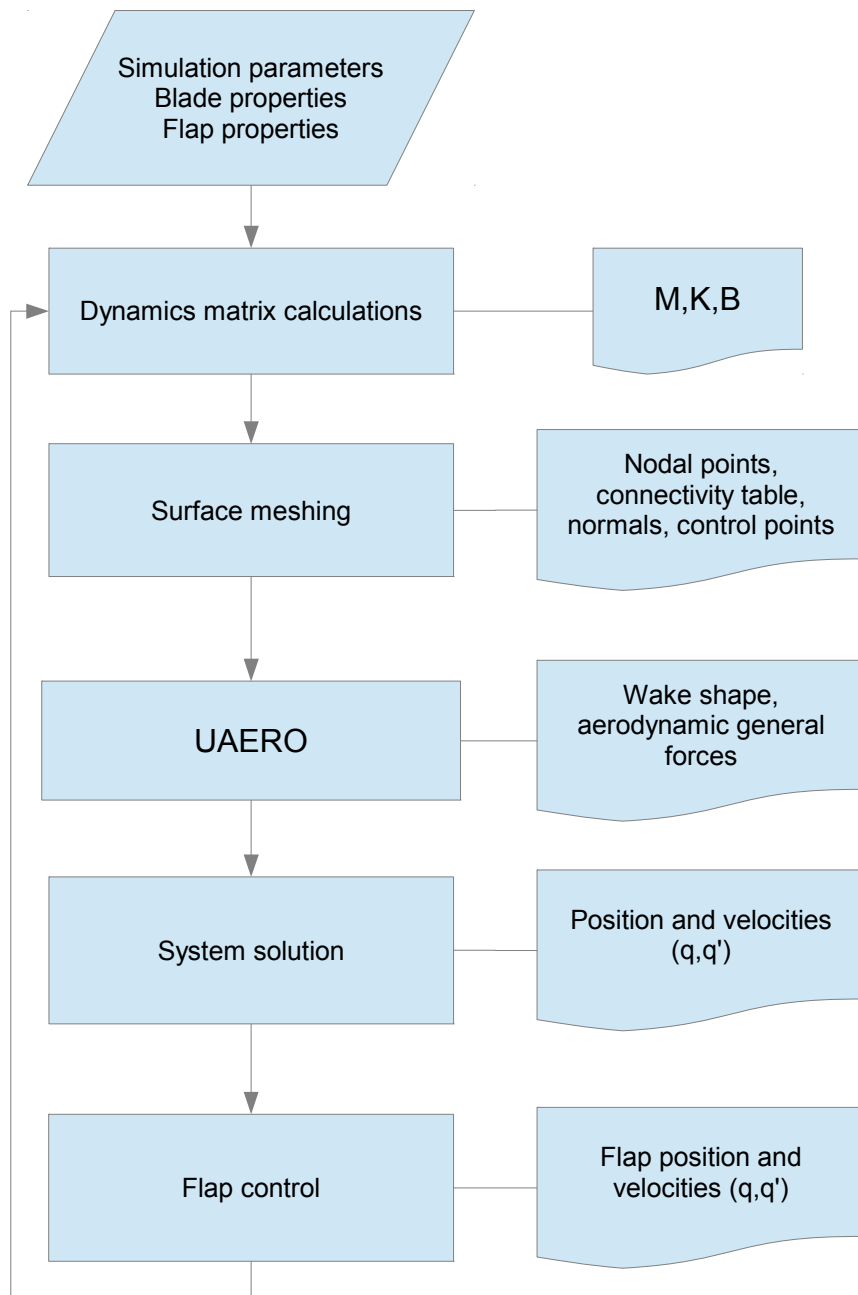 Simulation parameters
Blade properties
Flap properties
Dynamics matrix calculations
M,K,B
Surface meshing
Nodal points,
connectivity table,
normals, control points
UAERO
Wake shape,
aerodynamic general
forces
System solution
Position and velocities
(q,q')
Flap control
Flap position and
velocities (q,q')